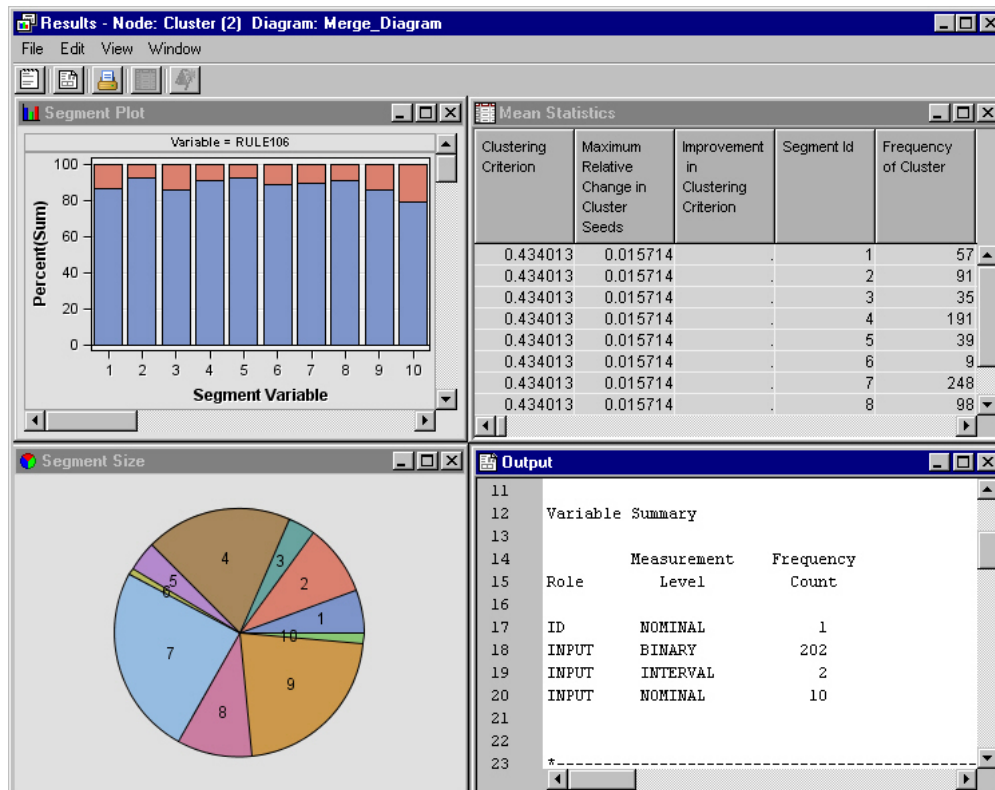 Results - Node: Cluster (2) Diagram: Merge_Diagram
File Edit View Window
Segment Plot
Variable = RULE106
100
80
60
40
20
0
Percent(Sum)
1 2 3 4 5 6 7 8 9 10
Segment Variable
Mean Statistics
Clustering Criterion
Maximum Relative Change in Cluster Seeds
Improvement in Clustering Criterion
Segment Id
Frequency of Cluster
0.434013 0.015714 . 1 57
0.434013 0.015714 . 2 91
0.434013 0.015714 . 3 35
0.434013 0.015714 . 4 191
0.434013 0.015714 . 5 39
0.434013 0.015714 . 6 9
0.434013 0.015714 . 7 248
0.434013 0.015714 . 8 98
Segment Size
4
3
2
5
6
1
10
7
9
8
Output
11
12 Variable Summary
13
14 Measurement Frequency
15 Role Level Count
16
17 ID NOMINAL 1
18 INPUT BINARY 202
19 INPUT INTERVAL 2
20 INPUT NOMINAL 10
21
22
23 *------------------------------------------